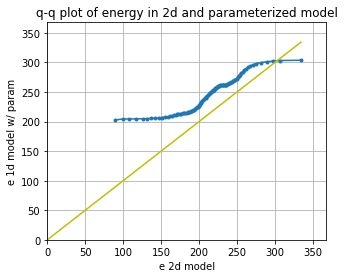 q-q plot of energy in 2d and parameterized model
350
300
250
200
150
100
50
0
e 1d model w/ param
0 50 100 150 200 250 300 350
e 2d model